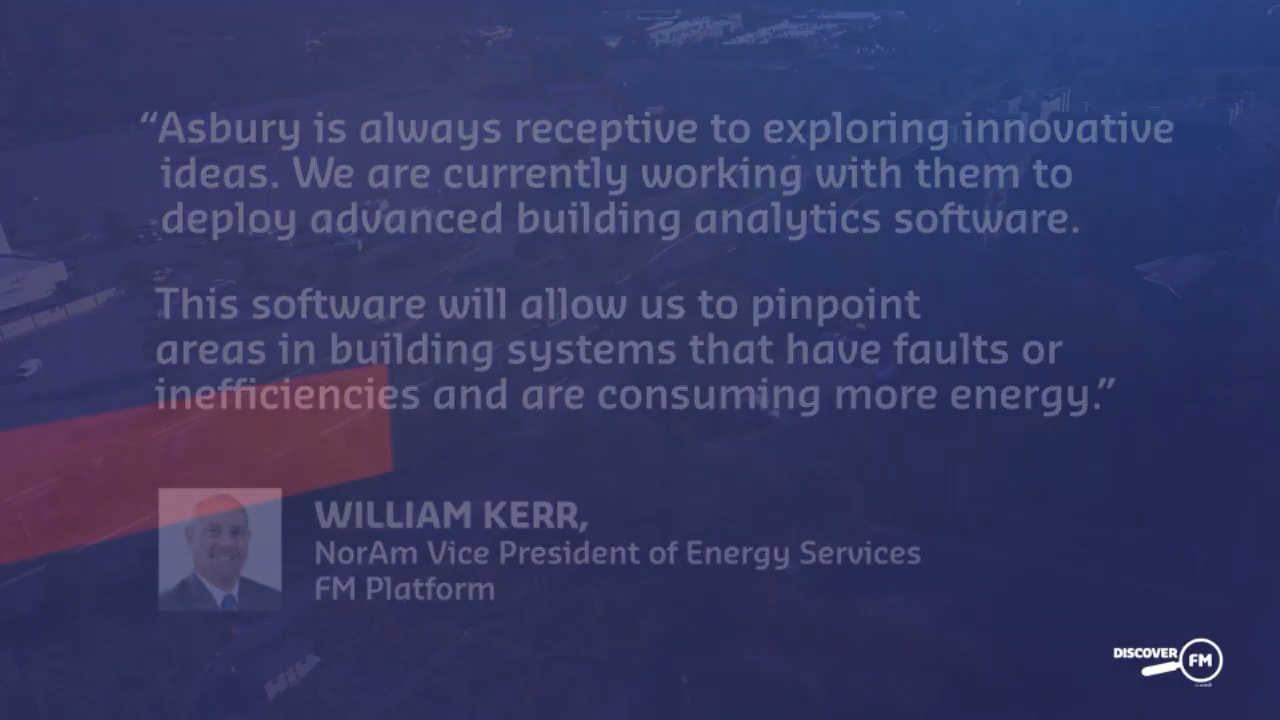 “Asbury is always receptive to exploring innovative
ideas. We are currently working with them to
deploy advanced building analytics software.
This software will allow us to pinpoint
areas in building systems that have faults or
inefficiencies and are consuming more energy.”
WILLIAM KERR,
NorAm Vice President of Energy Services
FM Platform
DISCOVER FM